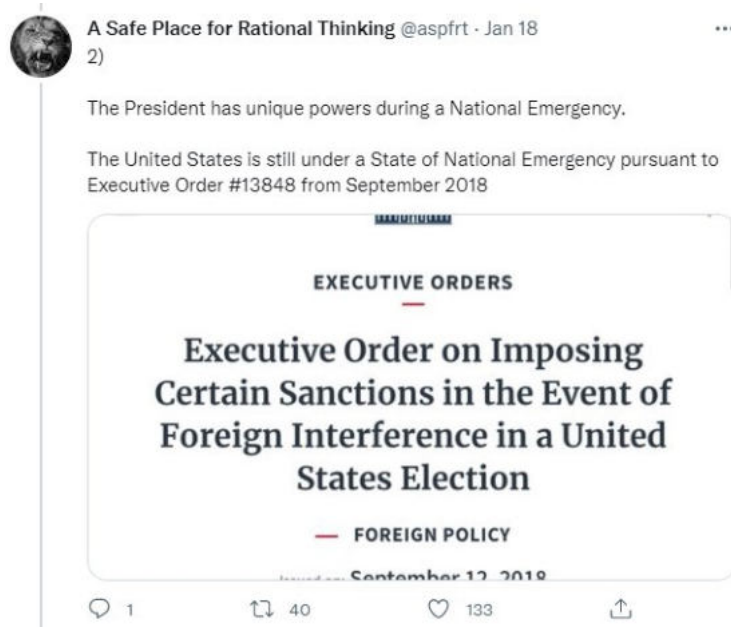 A Safe Place for Rational Thinking @aspfrt · Jan 18
2)
The President has unique powers during a National Emergency.
The United States is still under a State of National Emergency pursuant to
Executive Order #13848 from September 2018
EXECUTIVE ORDERS
Executive Order on Imposing
Certain Sanctions in the Event of
Foreign Interference in a United
States Election
FOREIGN POLICY
September 12, 2018
1 40 133